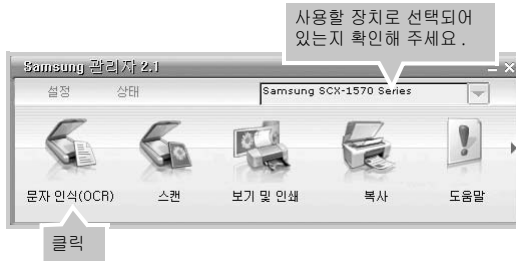 사용할 장치로 선택되어
있는지 확인해 주세요 .
Samsung 관리자 2.1
설정 상태 Samsung SCX-1570 Series
문자 인식(OCR) 스캔 보기 및 인쇄 복사 도움말
클릭